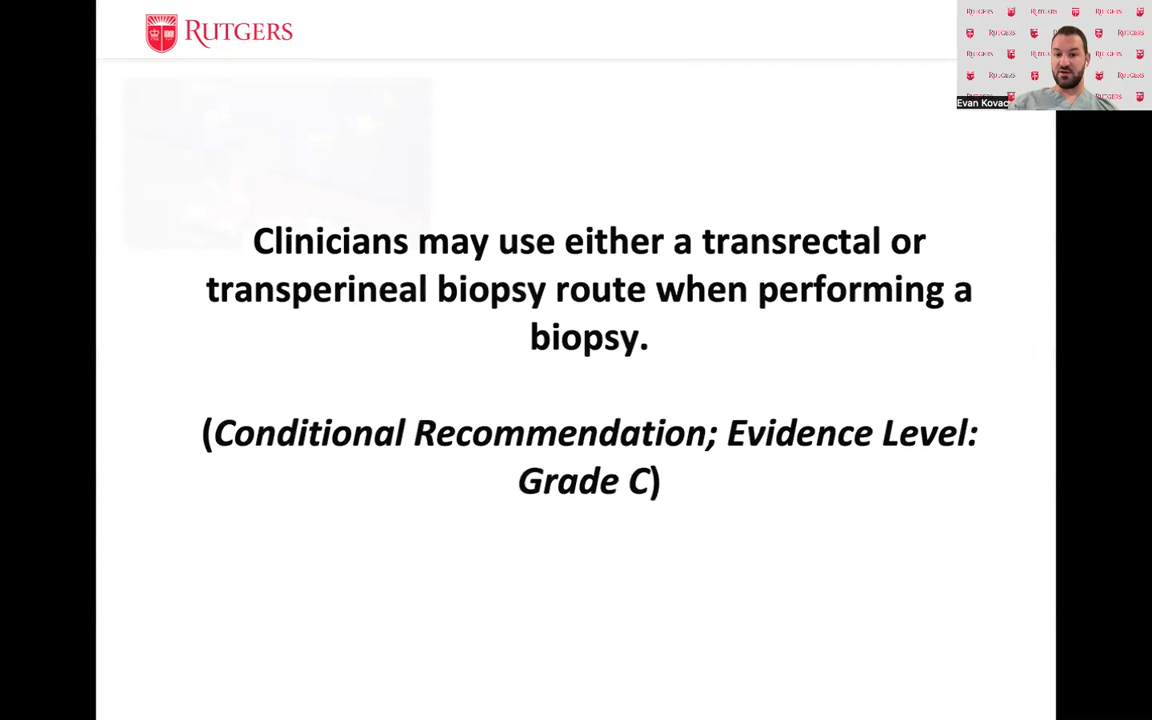 RUTGERS
Evan Kovac
Clinicians may use either a transrectal or
transperineal biopsy route when performing a
biopsy.
(Conditional Recommendation; Evidence Level:
Grade C)